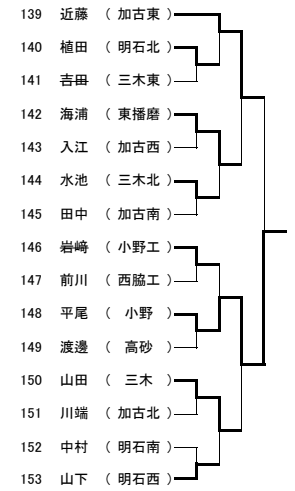 139 近藤 （ 加古東 ）
140 植田 （ 明石北 ）
141 吉田 （ 三木東 ）
142 海浦 （ 東播磨 ）
143 入江 （ 加古西 ）
144 水池 （ 三木北 ）
145 田中 （ 加古南 ）
146 岩﨑 （ 小野工 ）
147 前川 （ 西脇工 ）
148 平尾 （ 小野 ）
149 渡邊 （ 高砂 ）
150 山田 （ 三木 ）
151 川端 （ 加古北 ）
152 中村 （ 明石南 ）
153 山下 （ 明石西 ）